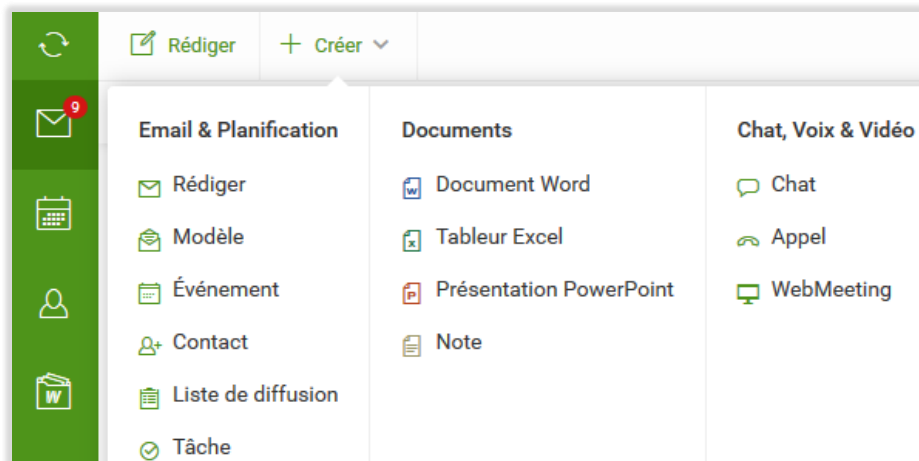 Rédiger
Créer
9
Email & Planification
Rédiger
Modèle
Événement
Contact
Liste de diffusion
Tâche
Documents
Document Word
Tableur Excel
Présentation PowerPoint
Note
Chat, Voix & Vidéo
Chat
Appel
WebMeeting